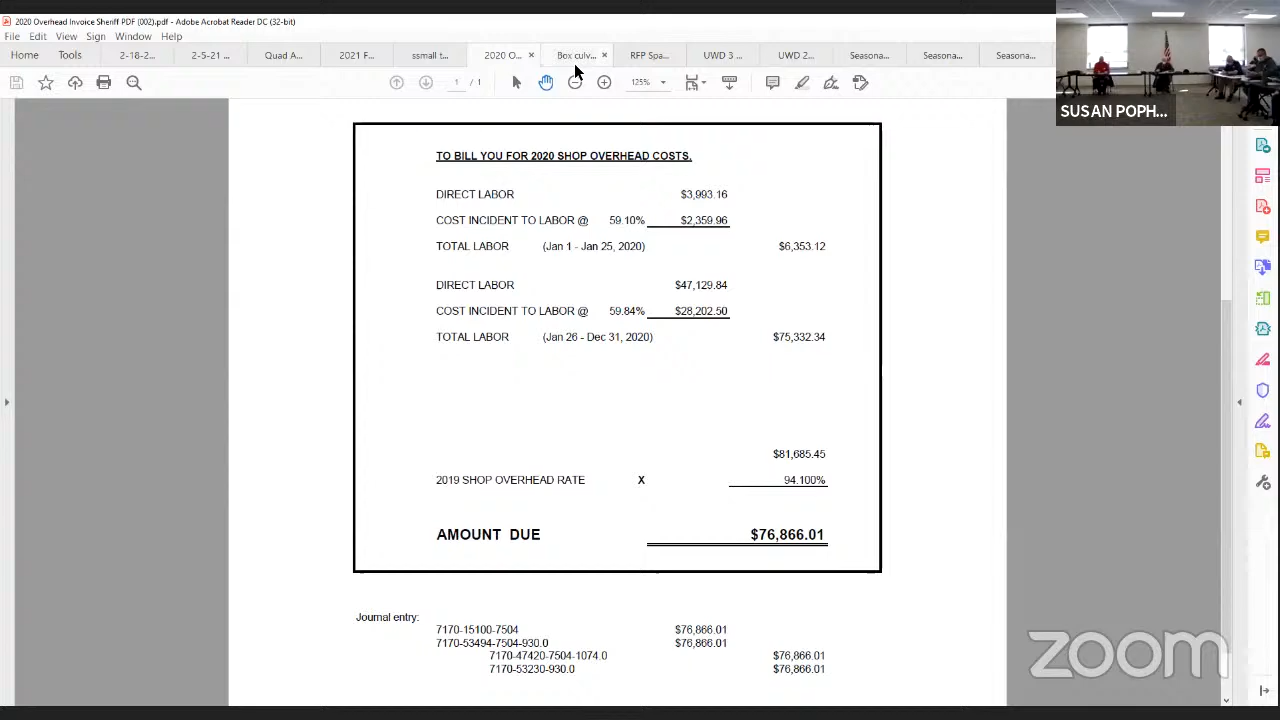 2020 Overhead Invoice Sheriff PDF (002).pdf - Adobe Acrobat Reader DC (32-bit)
File Edit View Sign Window Help
Home Tools 2-18-2... 2-5-21 ... Quad A... 2021 F... ssmall t... 2020 O... Box culv... RFP Spa... UWD 3 ... UWD 2... Seasona... Seasona... Seasona...
1 / 1 125%
SUSAN POPH...
TO BILL YOU FOR 2020 SHOP OVERHEAD COSTS.
DIRECT LABOR $3,993.16
COST INCIDENT TO LABOR @ 59.10% $2,359.96
TOTAL LABOR (Jan 1 - Jan 25, 2020) $6,353.12
DIRECT LABOR $47,129.84
COST INCIDENT TO LABOR @ 59.84% $28,202.50
TOTAL LABOR (Jan 26 - Dec 31, 2020) $75,332.34
$81,685.45
2019 SHOP OVERHEAD RATE X 94.100%
AMOUNT DUE $76,866.01
Journal entry:
7170-15100-7504 $76,866.01
7170-53494-7504-930.0 $76,866.01
7170-47420-7504-1074.0 $76,866.01
7170-53230-930.0 $76,866.01
zoom